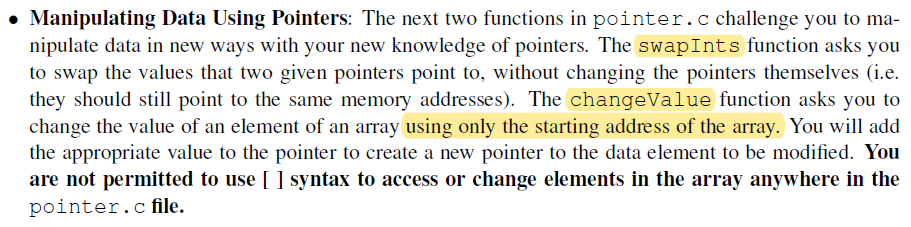 • Manipulating Data Using Pointers: The next two functions in pointer.c challenge you to ma-
nipulate data in new ways with your new knowledge of pointers. The swapInts function asks you
to swap the values that two given pointers point to, without changing the pointers themselves (i.e.
they should still point to the same memory addresses). The changeValue function asks you to
change the value of an element of an array using only the starting address of the array. You will add
the appropriate value to the pointer to create a new pointer to the data element to be modified. You
are not permitted to use [ ] syntax to access or change elements in the array anywhere in the
pointer.c file.